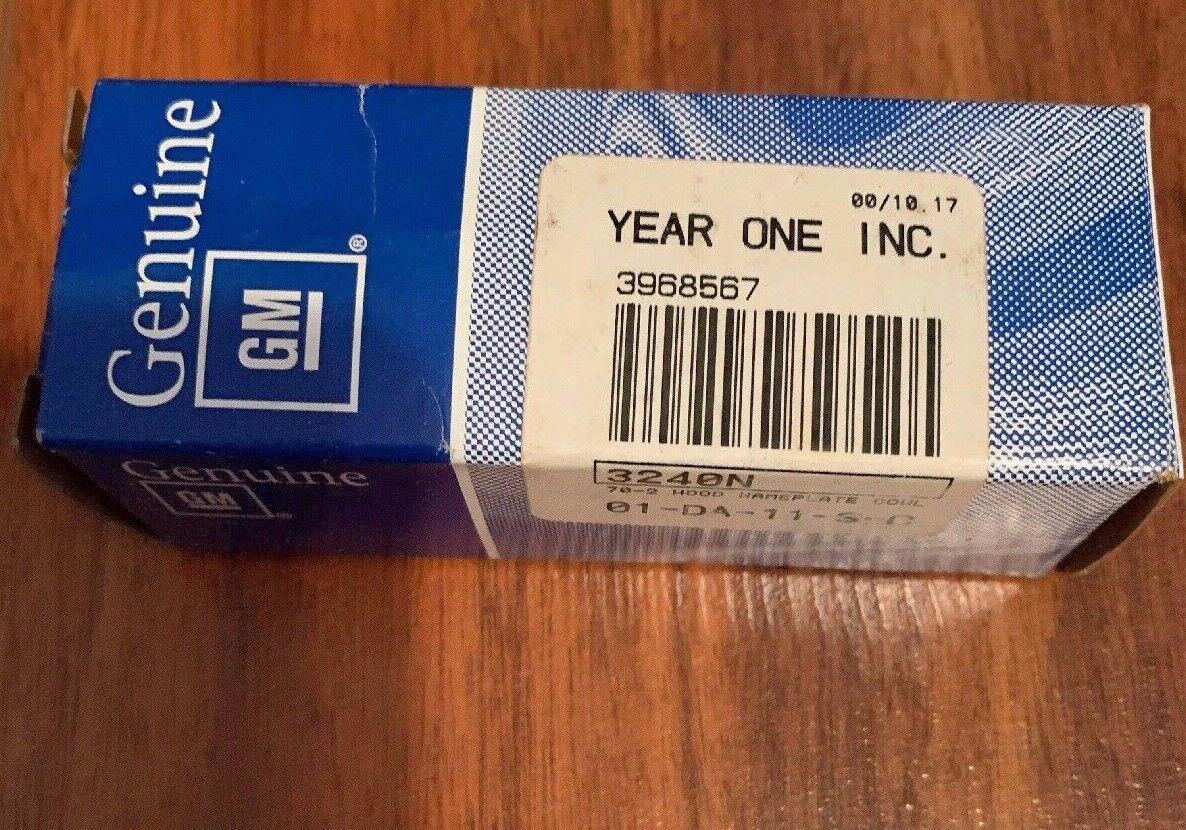 Genuine
GM®
00/10.17
YEAR ONE INC.
3968567
3240N
70-2 HOOD NAMEPLATE COWL
01-DA-11-S-
Genuine
GM